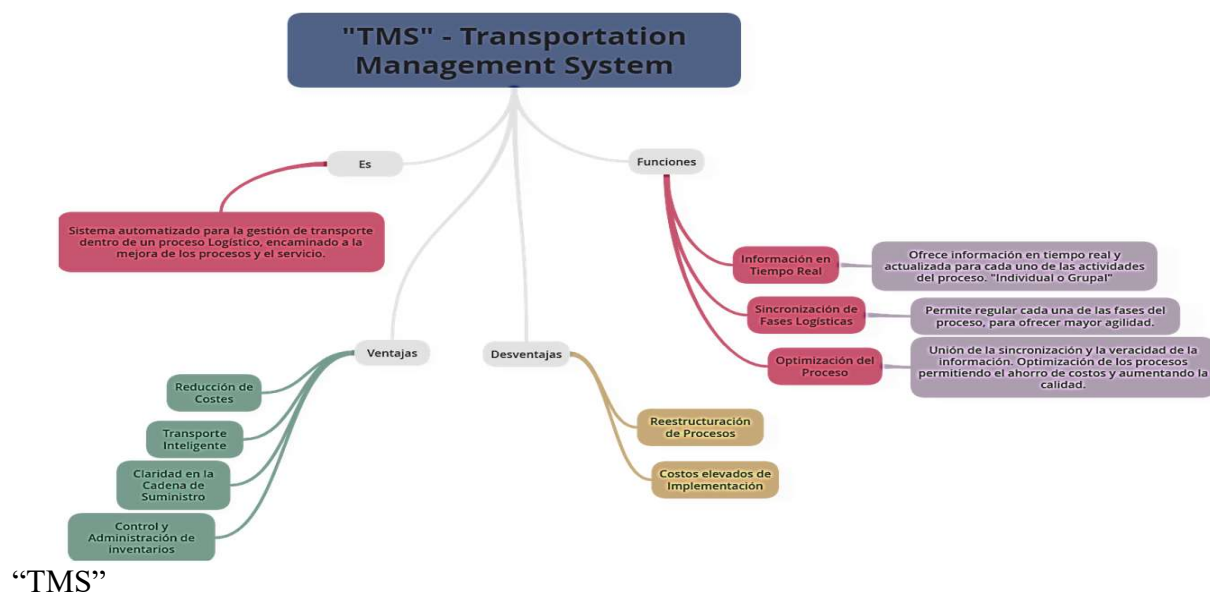 "TMS" - Transportation
Management System
Es
Sistema automatizado para la gestión de transporte
dentro de un proceso Logístico, encaminado a la
mejora de los procesos y el servicio.
Funciones
Información en
Tiempo Real
Ofrece información en tiempo real y
actualizada para cada uno de las actividades
del proceso. "Individual o Grupal"
Sincronización de
Fases Logísticas
Permite regular cada una de las fases del
proceso, para ofrecer mayor agilidad.
Optimización del
Proceso
Unión de la sincronización y la veracidad de la
información. Optimización de los procesos
permitiendo el ahorro de costos y aumentando la
calidad.
Ventajas
Reducción de
Costes
Transporte
Inteligente
Claridad en la
Cadena de
Suministro
Control y
Administración de
inventarios
Desventajas
Reestructuración
de Procesos
Costos elevados de
Implementación
“TMS”